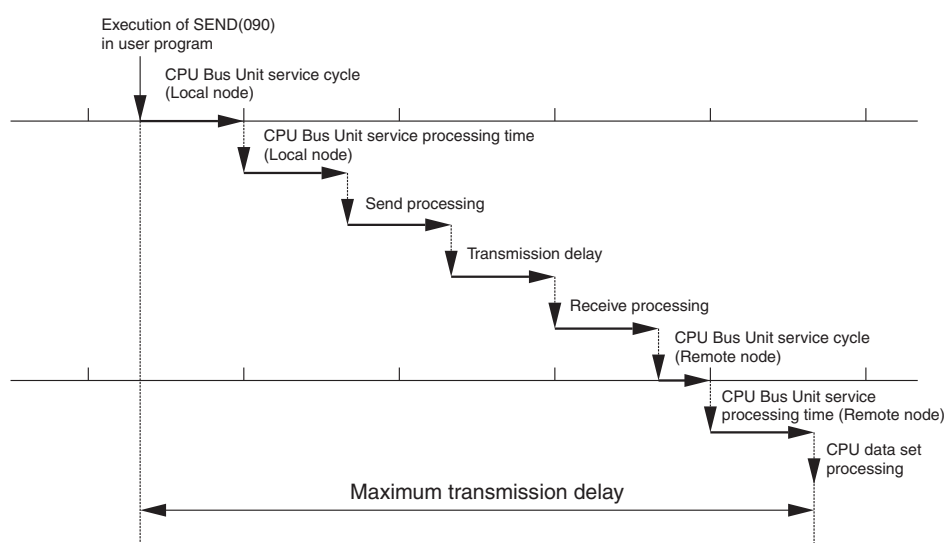 Execution of SEND(090)
in user program
CPU Bus Unit service cycle
(Local node)
CPU Bus Unit service processing time
(Local node)
Send processing
Transmission delay
Receive processing
CPU Bus Unit service cycle
(Remote node)
CPU Bus Unit service
processing time (Remote node)
CPU data set
processing
Maximum transmission delay